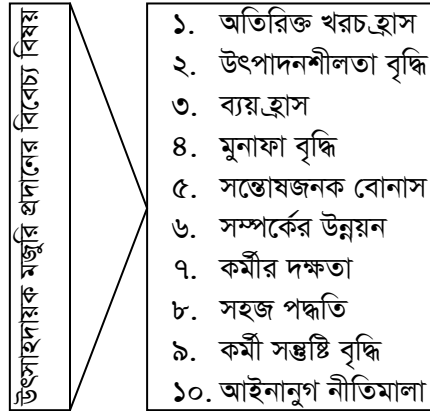 উৎসাহদায়ক মজুরি প্রদানের বিবেচ্য বিষয়
১. অতিরিক্ত খরচ হ্রাস
২. উৎপাদনশীলতা বৃদ্ধি
৩. ব্যয় হ্রাস
৪. মুনাফা বৃদ্ধি
৫. সন্তোষজনক বোনাস
৬. সম্পর্কের উন্নয়ন
৭. কর্মীর দক্ষতা
৮. সহজ পদ্ধতি
৯. কর্মী সন্তুষ্টি বৃদ্ধি
১০. আইনানুগ নীতিমালা